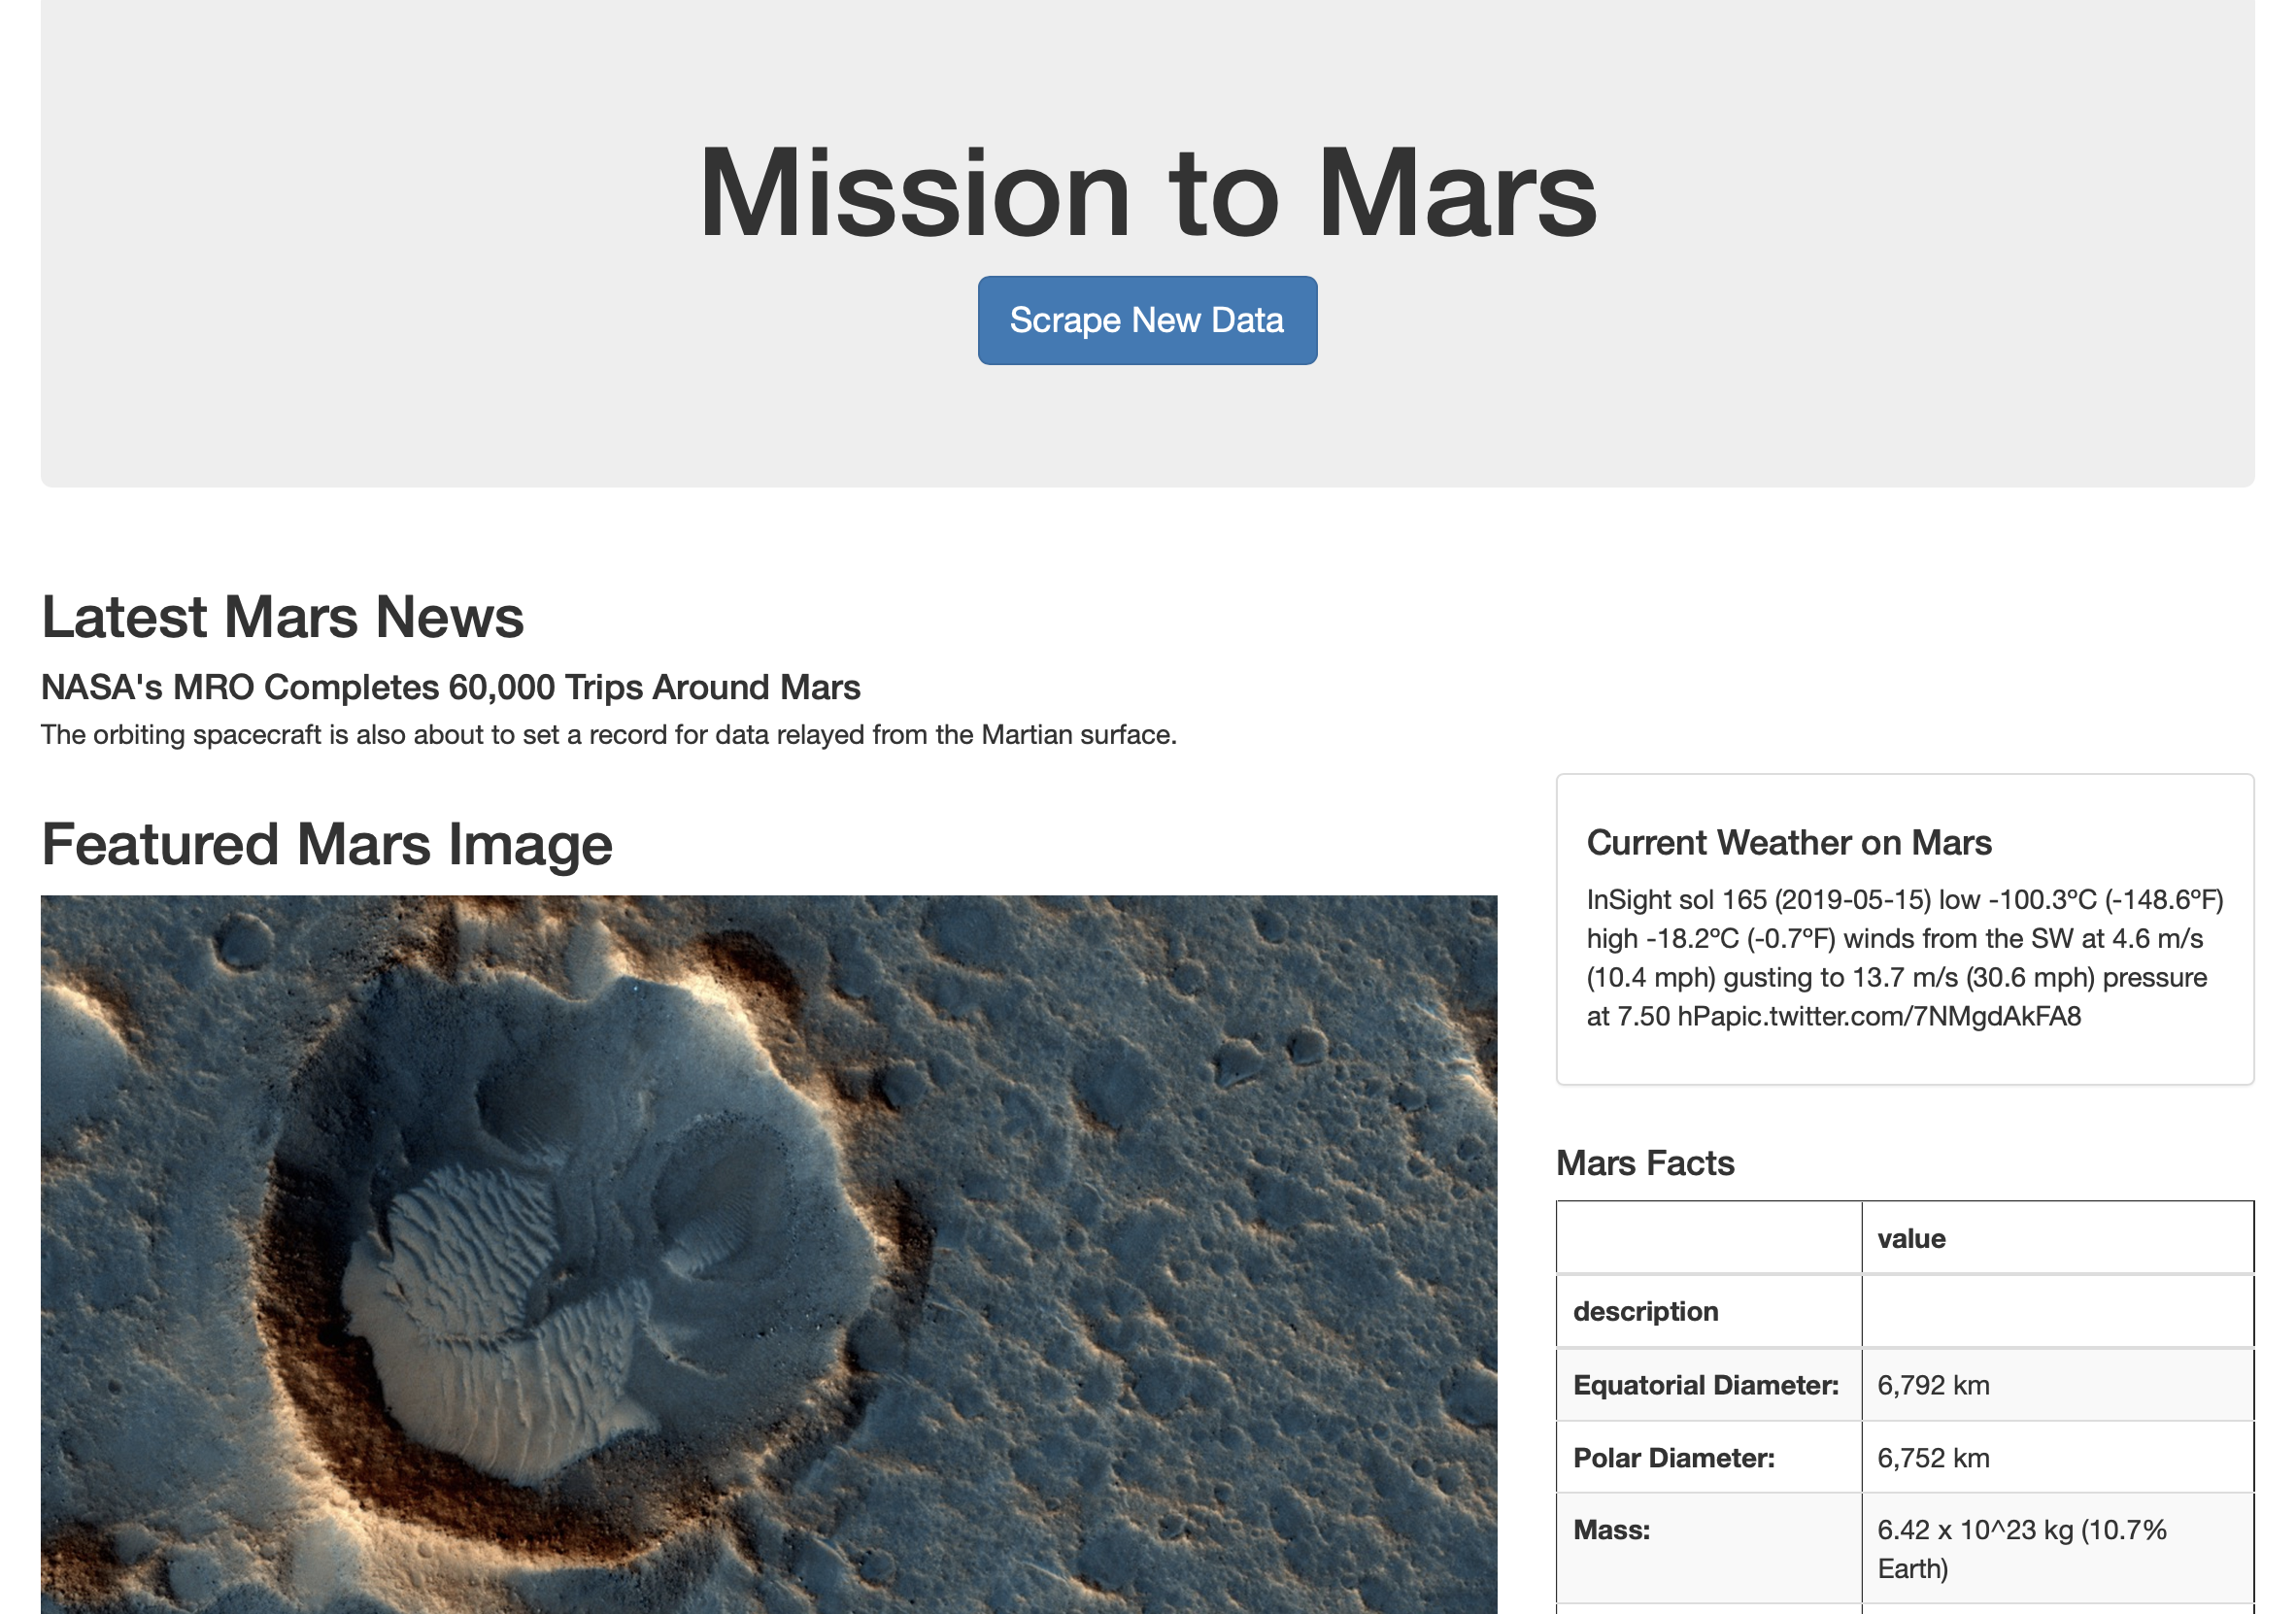 Mission to Mars
Scrape New Data
Latest Mars News
NASA's MRO Completes 60,000 Trips Around Mars
The orbiting spacecraft is also about to set a record for data relayed from the Martian surface.
Featured Mars Image
Current Weather on Mars
InSight sol 165 (2019-05-15) low -100.3ºC (-148.6ºF)
high -18.2ºC (-0.7ºF) winds from the SW at 4.6 m/s
(10.4 mph) gusting to 13.7 m/s (30.6 mph) pressure
at 7.50 hPapic.twitter.com/7NMgdAkFA8
Mars Facts
value
description
Equatorial Diameter: 6,792 km
Polar Diameter: 6,752 km
Mass: 6.42 x 10^23 kg (10.7%
Earth)